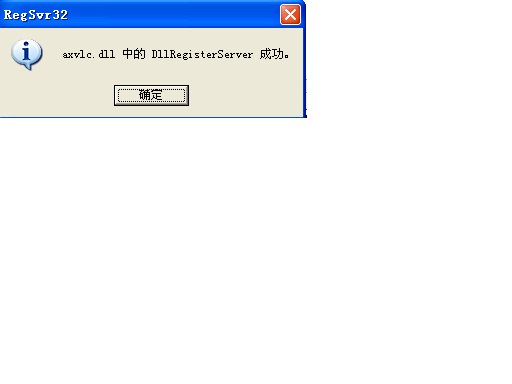 RegSvr32
axvlc.dll 中的 DllRegisterServer 成功。
确定